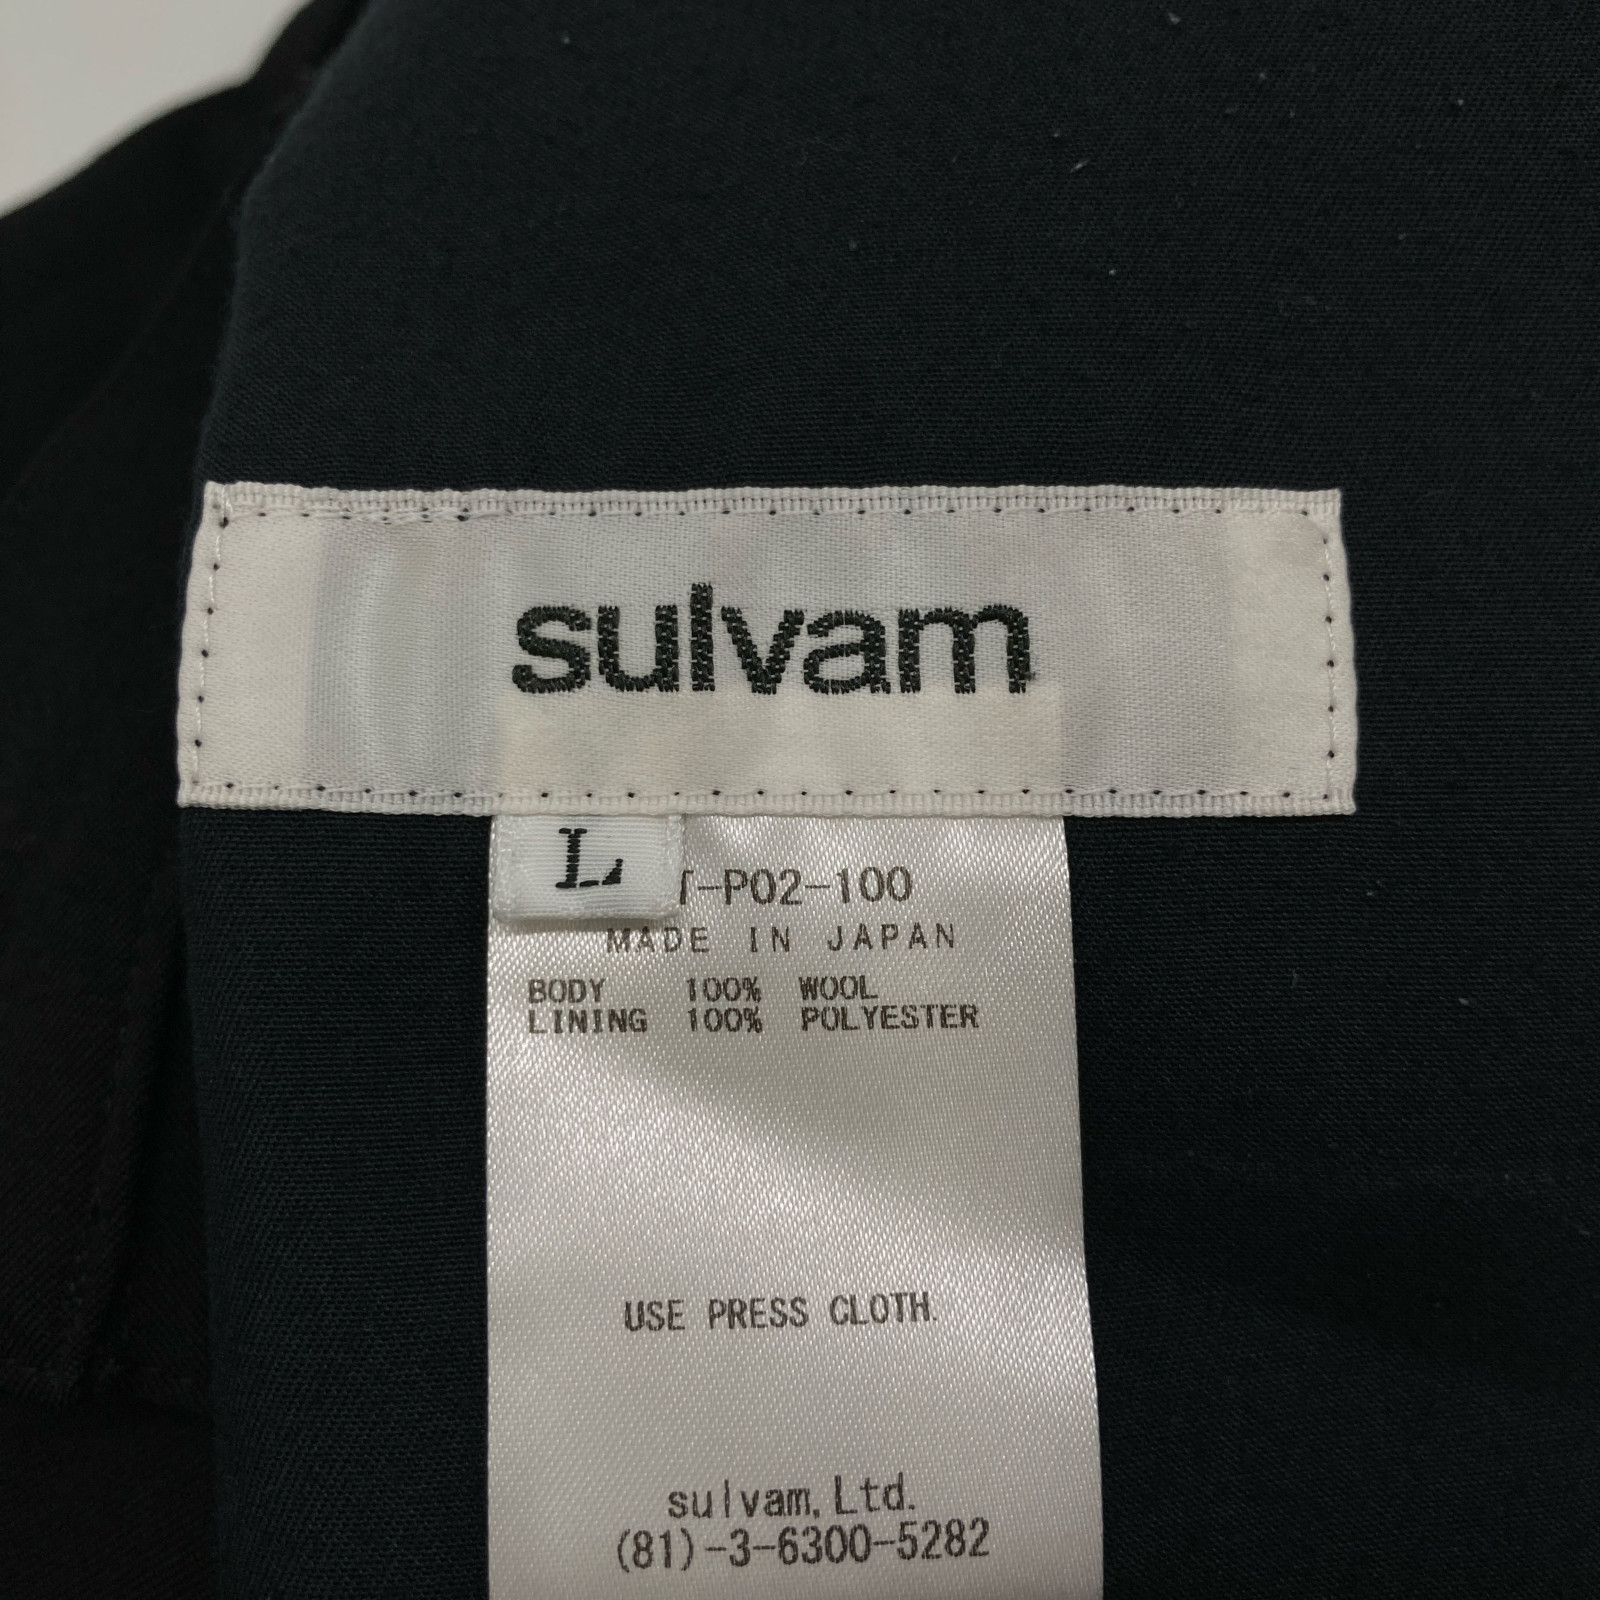 sulvam
L
T-P02-100
MADE IN JAPAN
BODY 100% WOOL
LINING 100% POLYESTER
USE PRESS CLOTH.
sulvam, Ltd.
(81)-3-6300-5282